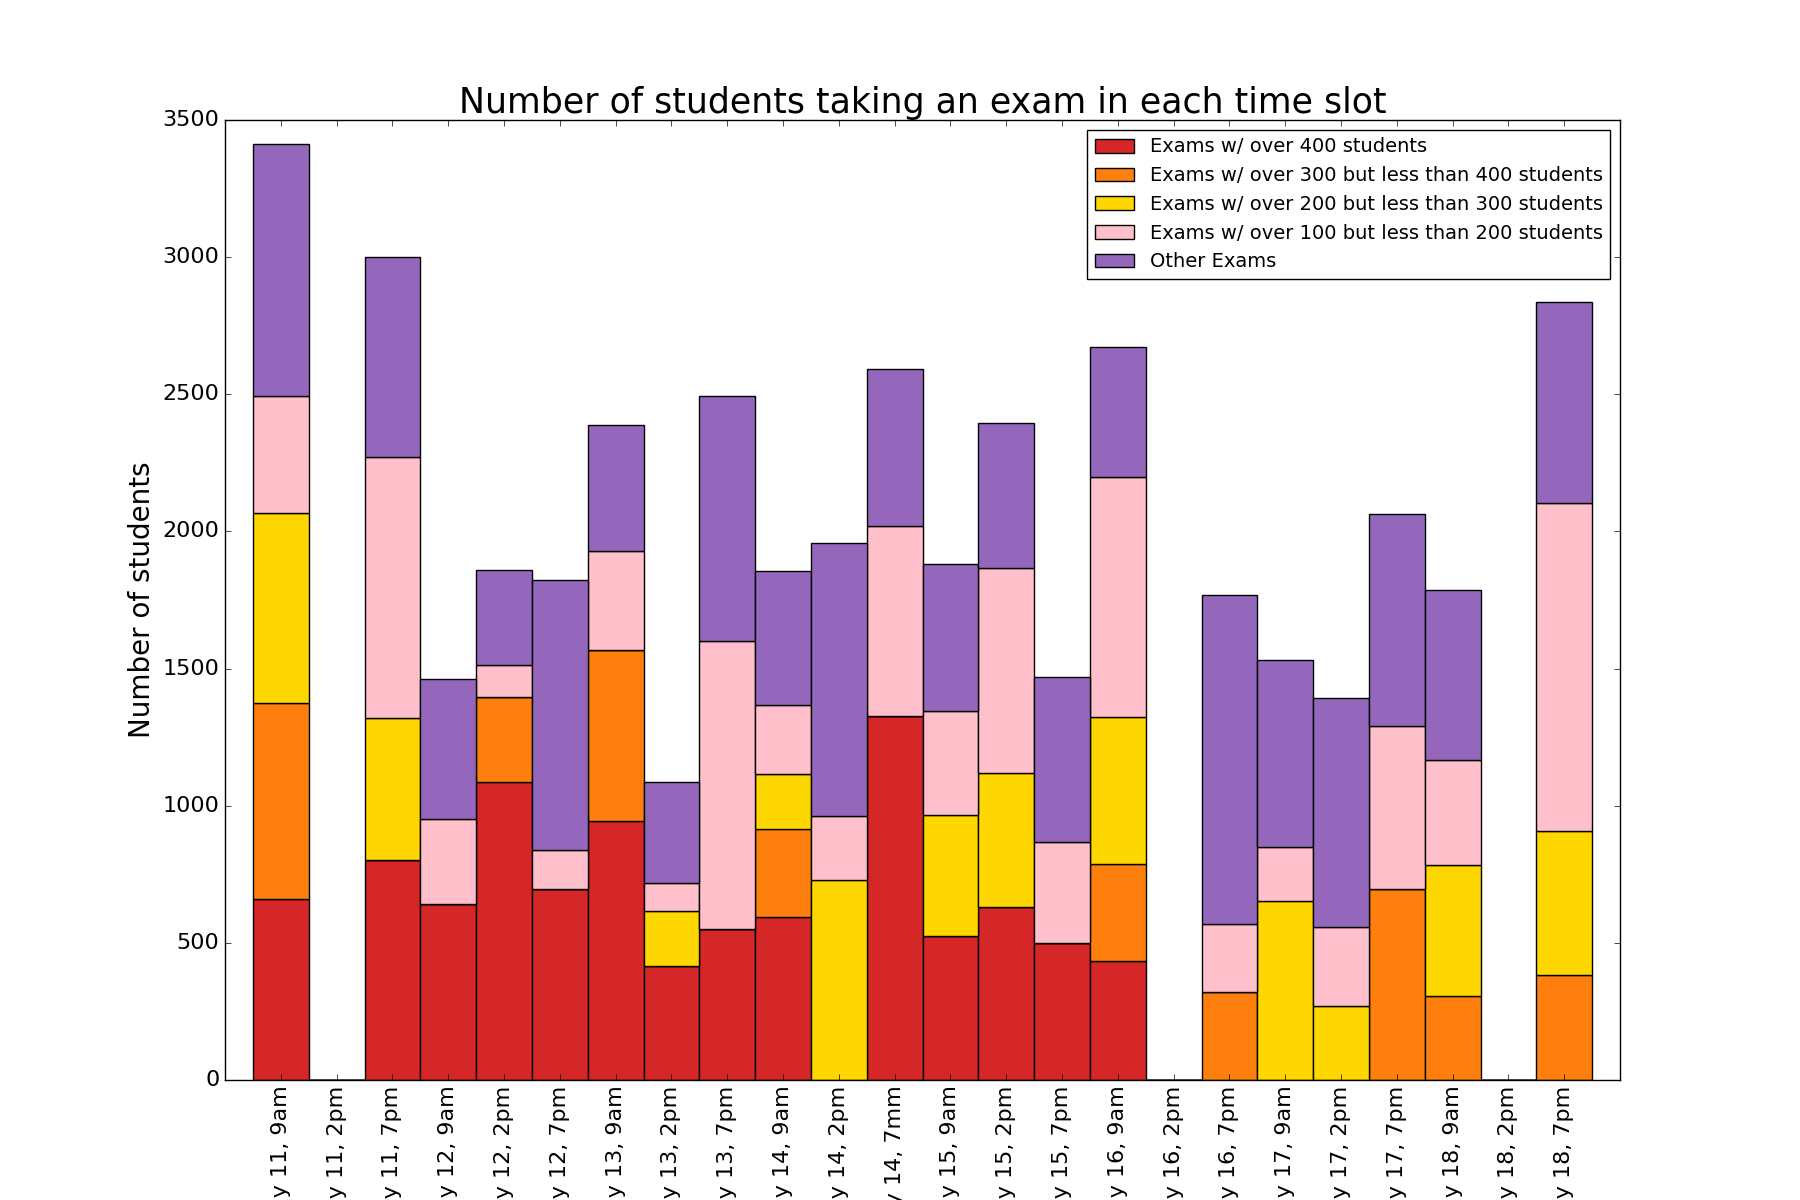 Number of students taking an exam in each time slot
3500
3000
2500
2000
1500
1000
500
0
Number of students
Exams w/ over 400 students
Exams w/ over 300 but less than 400 students
Exams w/ over 200 but less than 300 students
Exams w/ over 100 but less than 200 students
Other Exams
y 11, 9am
y 11, 2pm
y 11, 7pm
y 12, 9am
y 12, 2pm
y 12, 7pm
y 13, 9am
y 13, 2pm
y 13, 7pm
y 14, 9am
y 14, 2pm
y 14, 7mm
y 15, 9am
y 15, 2pm
y 15, 7pm
y 16, 9am
y 16, 2pm
y 16, 7pm
y 17, 9am
y 17, 2pm
y 17, 7pm
y 18, 9am
y 18, 2pm
y 18, 7pm